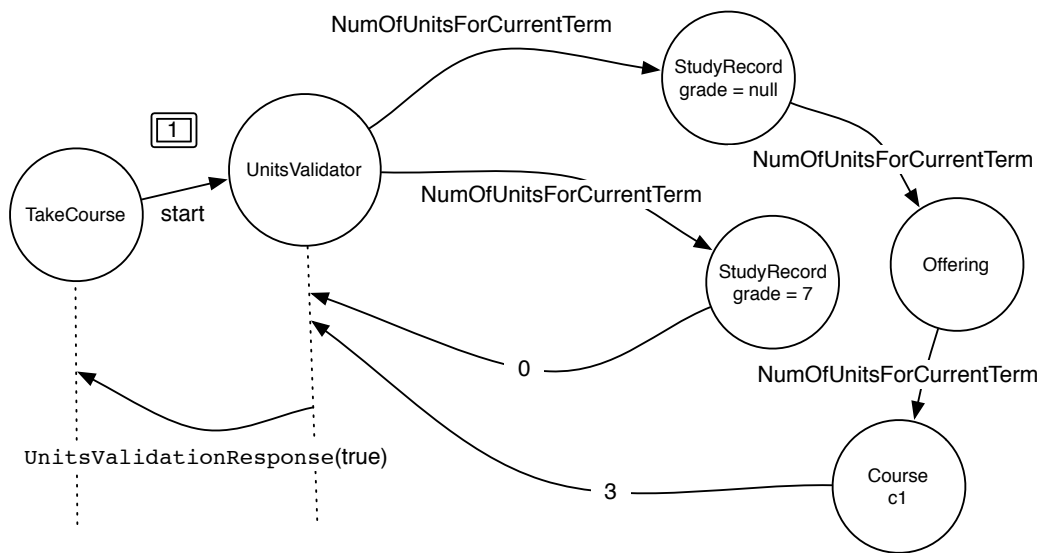 NumOfUnitsForCurrentTerm
StudyRecord
grade = null
1
UnitsValidator
NumOfUnitsForCurrentTerm
NumOfUnitsForCurrentTerm
TakeCourse
start
Offering
StudyRecord
grade = 7
0
NumOfUnitsForCurrentTerm
UnitsValidationResponse(true)
Course
c1
3